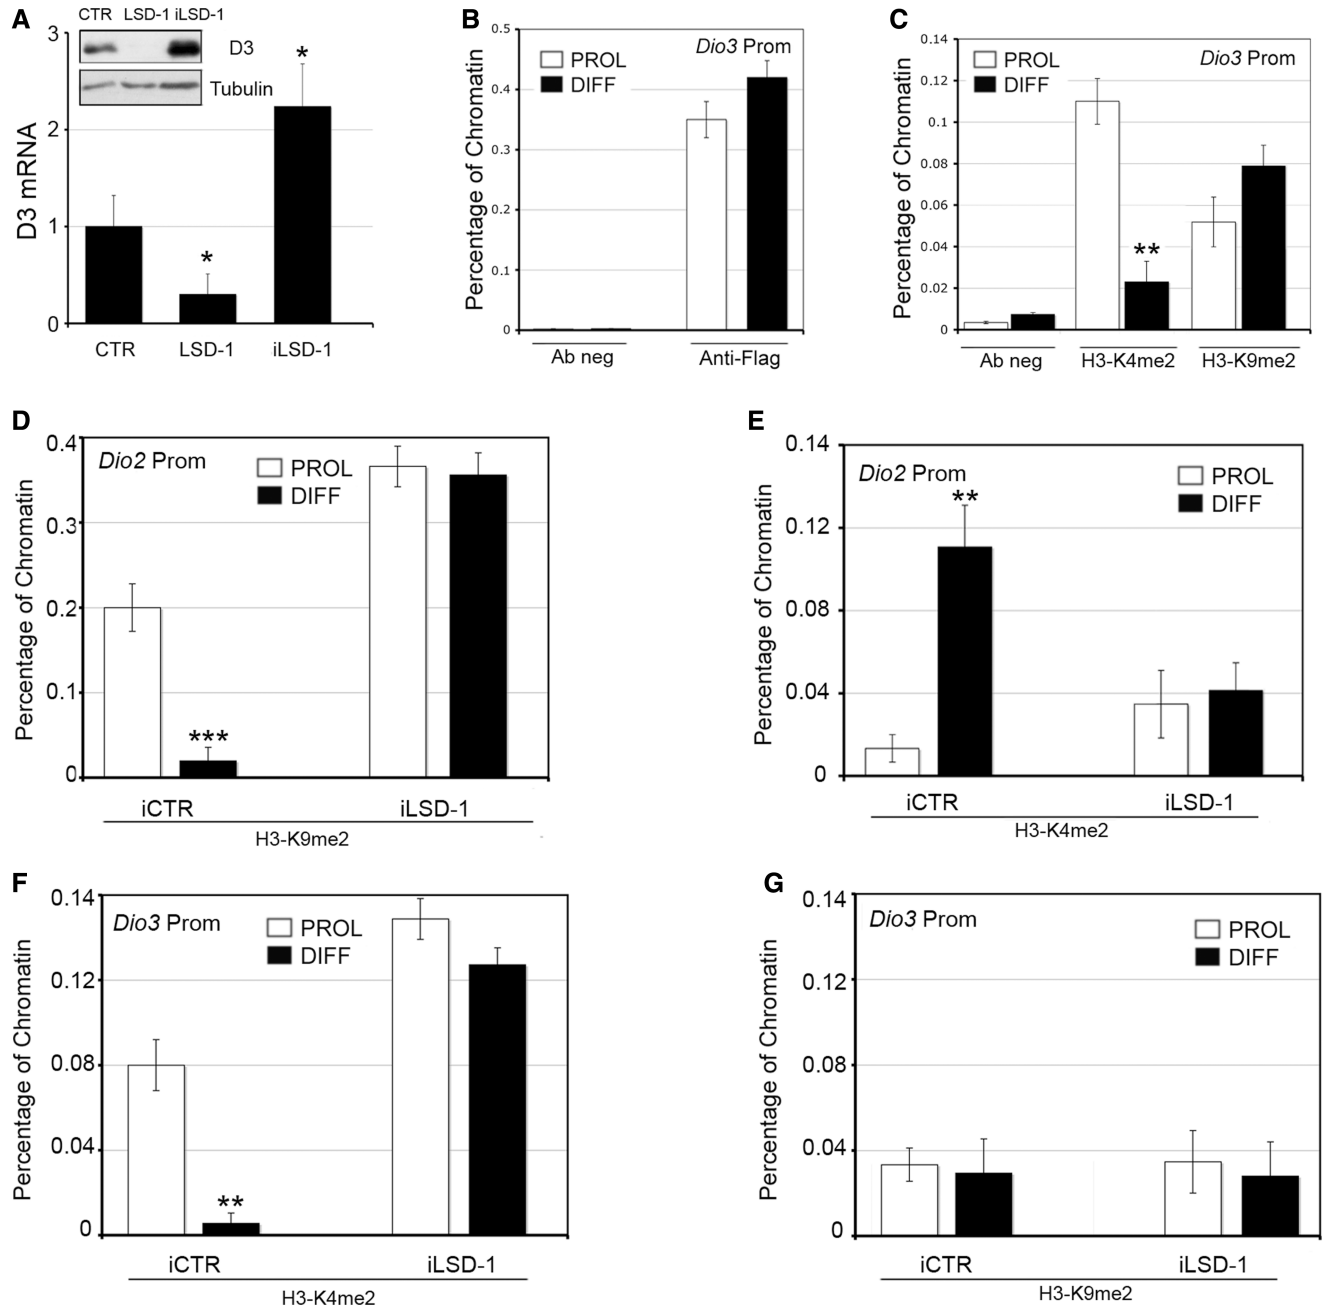 A
CTR LSD-1 iLSD-1
D3
Tubulin
D3 mRNA
3
2
1
0
*
*
CTR LSD-1 iLSD-1
B
Percentage of Chromatin
0.5
0.4
0.3
0.2
0.1
0
PROL
DIFF
Dio3 Prom
Ab neg Anti-Flag
C
Percentage of Chromatin
0.14
0.12
0.1
0.08
0.06
0.04
0.02
0
PROL
DIFF
Dio3 Prom
**
Ab neg H3-K4me2 H3-K9me2
D
Percentage of Chromatin
0.4
0.3
0.2
0.1
0
Dio2 Prom
PROL
DIFF
***
iCTR iLSD-1
H3-K9me2
E
Percentage of Chromatin
0.14
0.12
0.08
0.04
0
Dio2 Prom
PROL
DIFF
**
iCTR iLSD-1
H3-K4me2
F
Percentage of Chromatin
0.14
0.12
0.08
0.04
0
Dio3 Prom
PROL
DIFF
**
iCTR iLSD-1
H3-K4me2
G
Percentage of Chromatin
0.14
0.12
0.08
0.04
0
Dio3 Prom
PROL
DIFF
iCTR iLSD-1
H3-K9me2